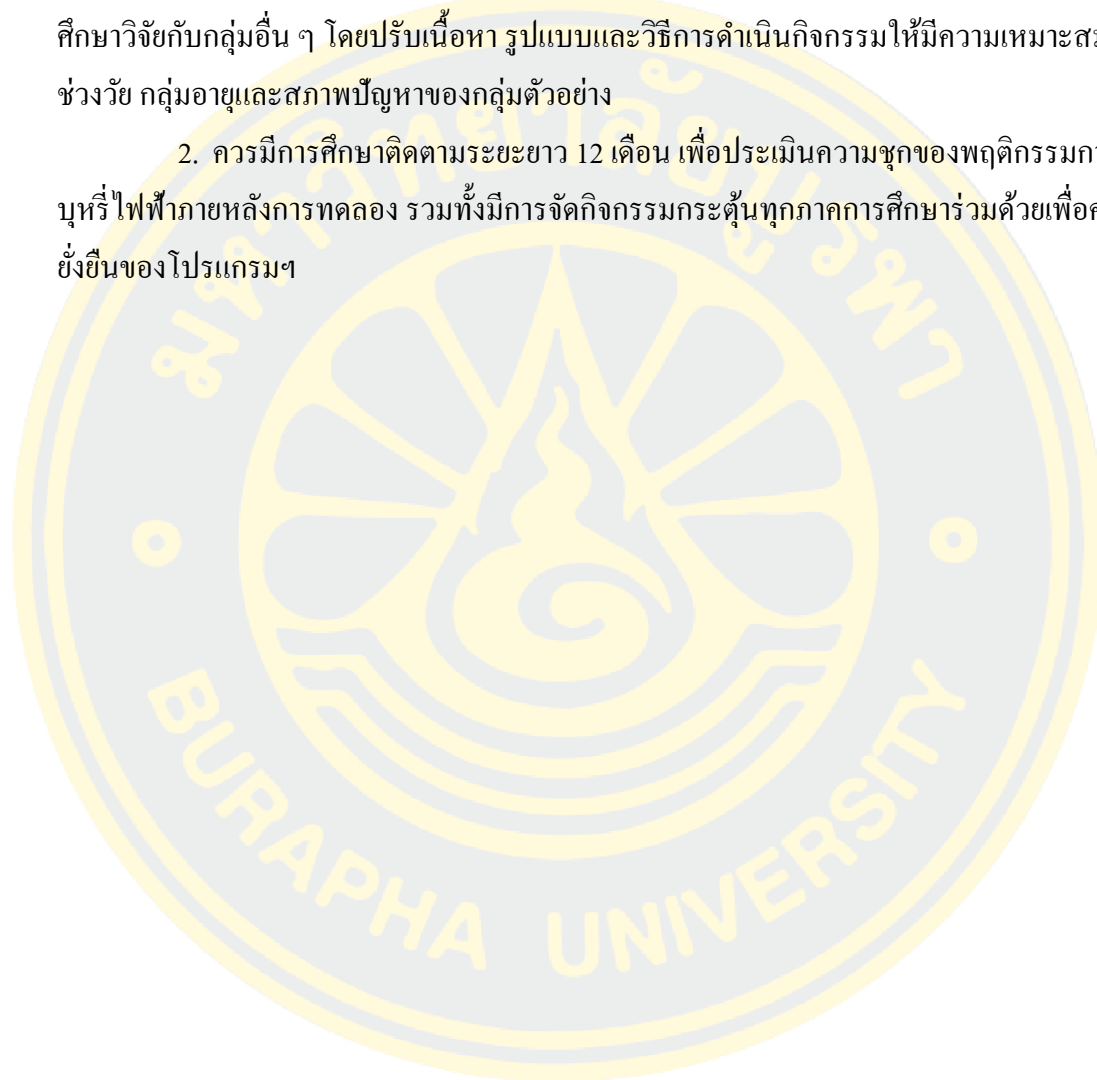 ศึกษาวิจัยกับกลุ่มอื่น ๆ โดยปรับเนื้อหา รูปแบบและวิธีการดำเนินกิจกรรมให้มีความ
ช่วงวัย กลุ่มอายุและสภาพปัญหาของกลุ่มตัวอย่าง
2. ควรมีการศึกษาติดตามระยะยาว 12 เดือน เพื่อประเมินความชุกของพฤติกรรม
บุหรี่ไฟฟ้าภายหลังการทดลอง รวมทั้งมีการจัดกิจกรรมกระตุ้นทุกภาคการศึกษาร่วมด้วยเพื่อ
ยั่งยืนของโปรแกรมฯ
มหาวิทยาลัยบูรพา
BURAPHA UNIVERSITY